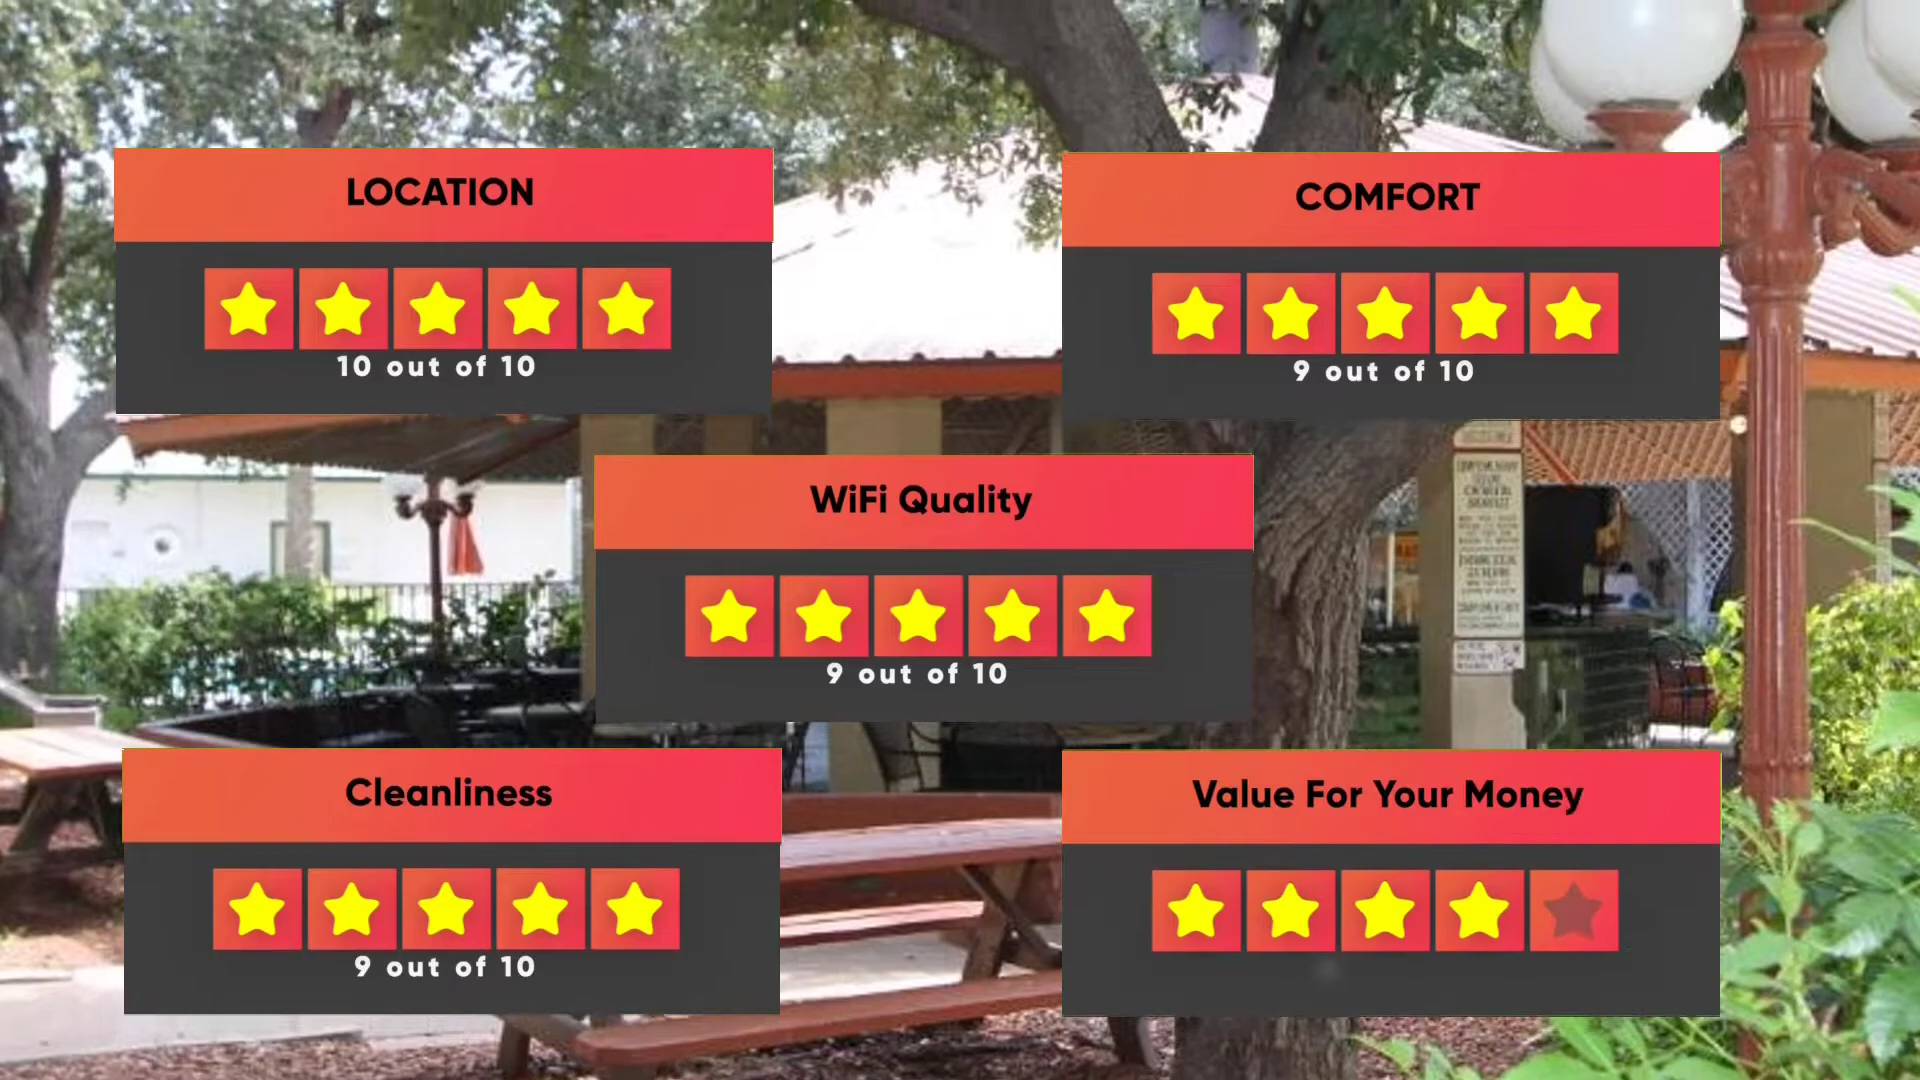 LOCATION
10 out of 10
COMFORT
9 out of 10
WiFi Quality
9 out of 10
Cleanliness
9 out of 10
Value For Your Money